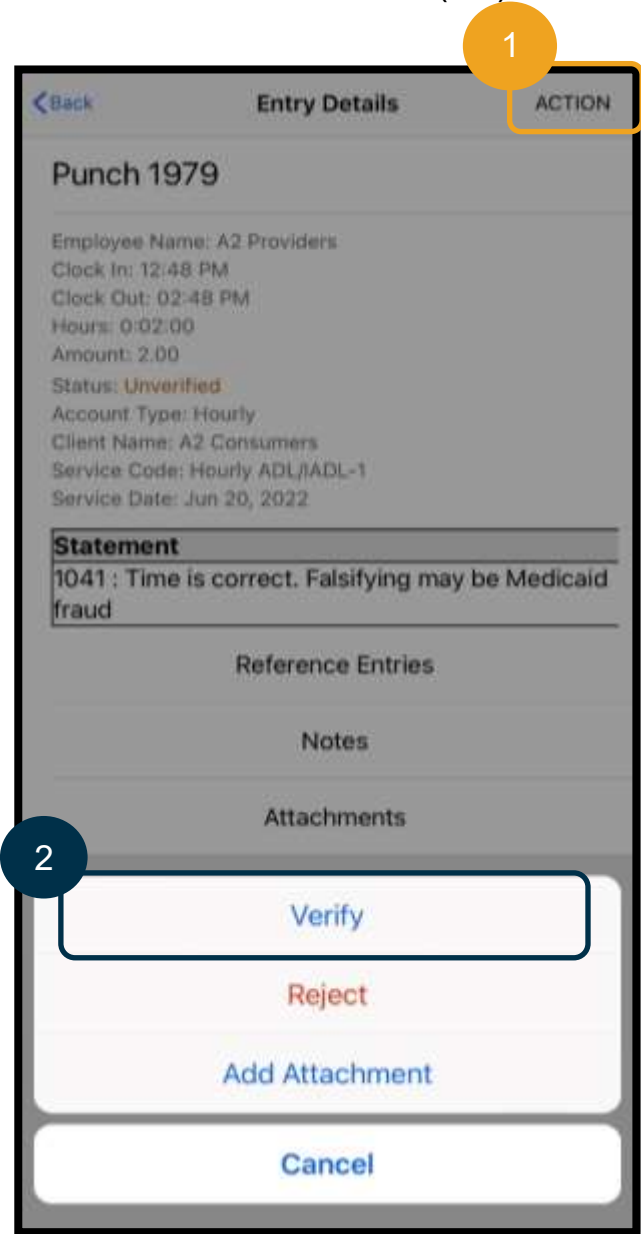 1
Back
Entry Details
ACTION
Punch 1979
Employee Name: A2 Providers
Clock In: 12:48 PM
Clock Out: 02:48 PM
Hours: 0:02:00
Amount: 2.00
Status: Unverified
Account Type: Hourly
Client Name: A2 Consumers
Service Code: Hourly ADL/IADL-1
Service Date: Jun 20, 2022
Statement
1041 : Time is correct. Falsifying may be Medicaid
fraud
Reference Entries
Notes
Attachments
2
Verify
Reject
Add Attachment
Cancel